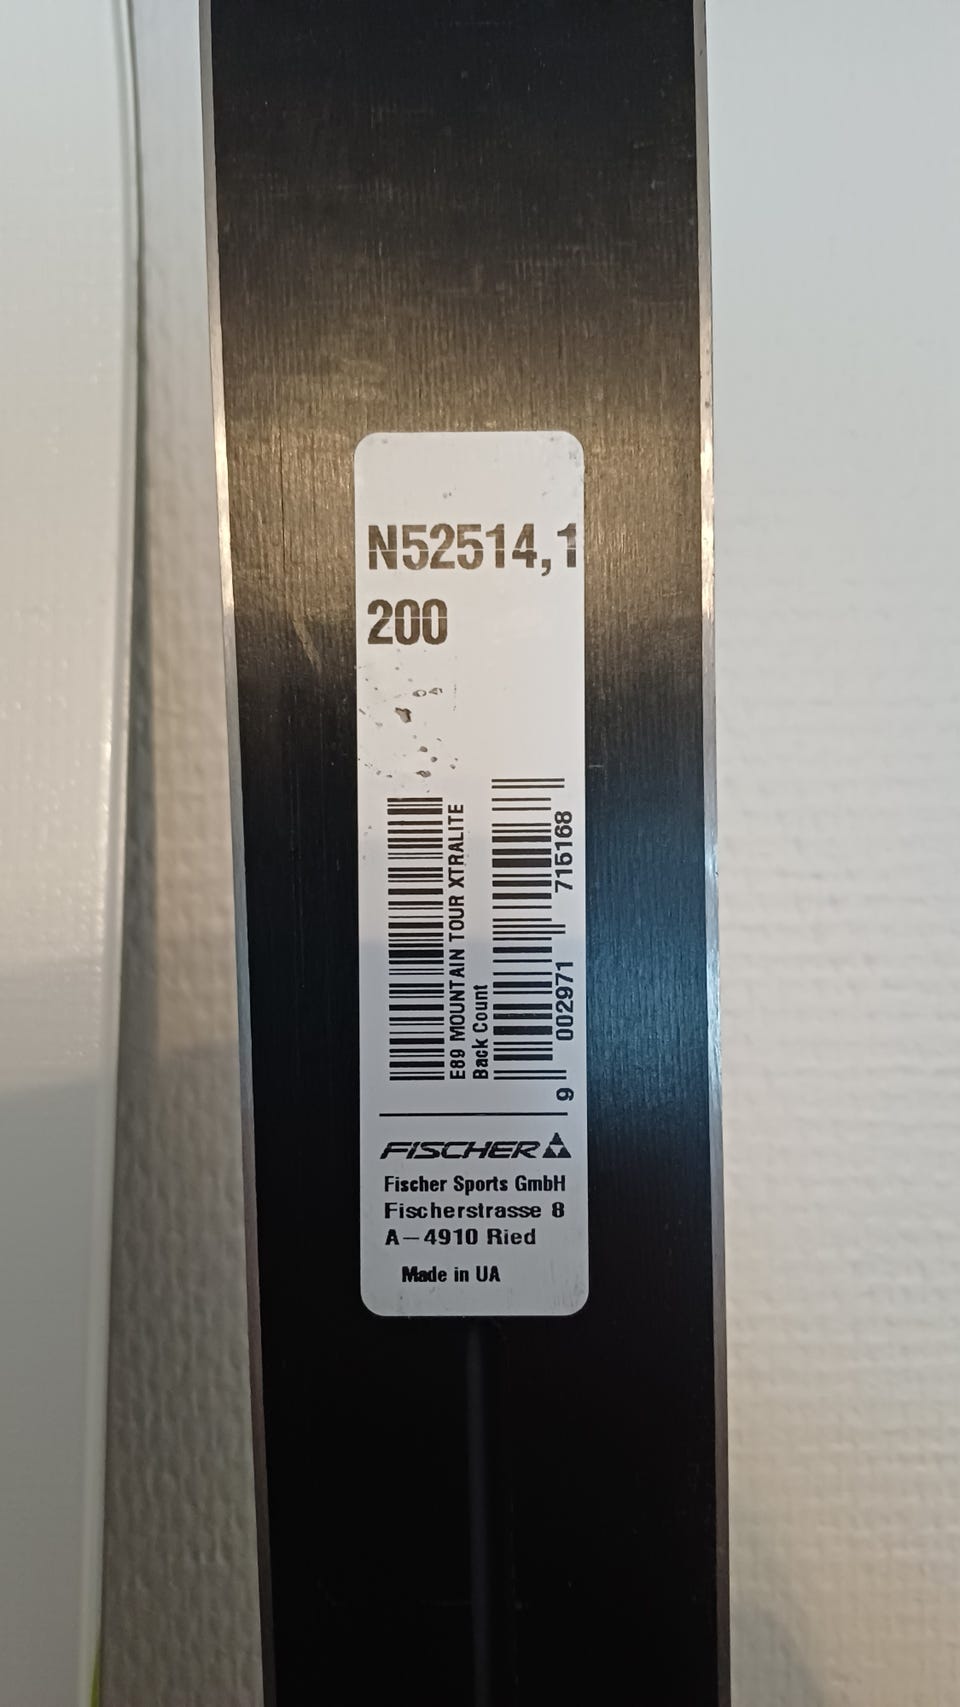 N52514,1
200
E89 MOUNTAIN TOUR XTRALITE
Back Count
9 002971 715168
FISCHER
Fischer Sports GmbH
Fischerstrasse 8
A-4910 Ried
Made in UA